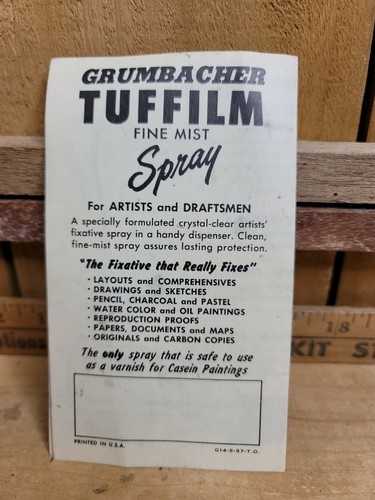 GRUMBACHER
TUFFILM
FINE MIST
Spray
For ARTISTS and DRAFTSMEN
A specially formulated crystal-clear artists'
fixative spray in a handy dispenser. Clean,
fine-mist spray assures lasting protection.
"The Fixative that Really Fixes"
· LAYOUTS and COMPREHENSIVES
· DRAWINGS and SKETCHES
· PENCIL, CHARCOAL and PASTEL
· WATER COLOR and OIL PAINTINGS
· REPRODUCTION PROOFS
· PAPERS, DOCUMENTS and MAPS
· ORIGINALS and CARBON COPIES
The only spray that is safe to use
as a varnish for Casein Paintings
PRINTED IN U.S.A.
G14-5-57-T.O.
18
KIT